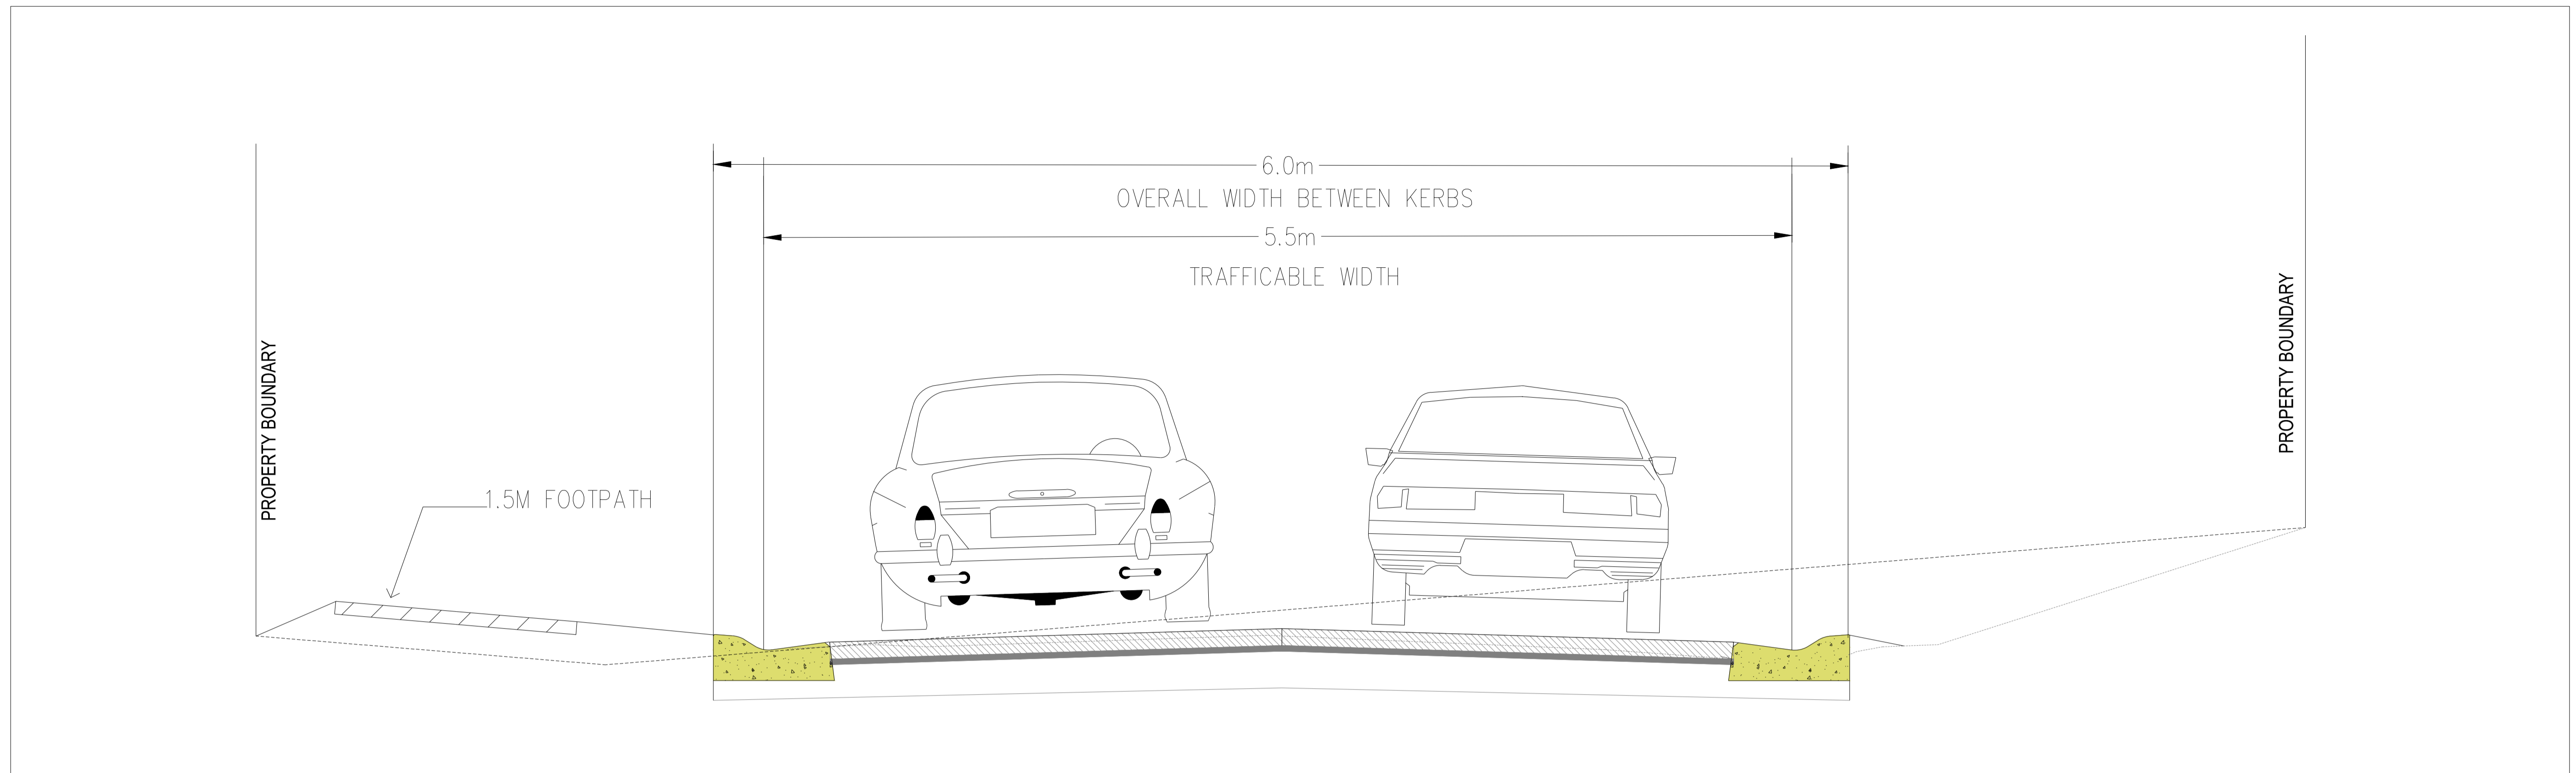 6.0m
OVERALL WIDTH BETWEEN KERBS
5.5m
TRAFFICABLE WIDTH
PROPERTY BOUNDARY
1.5M FOOTPATH
PROPERTY BOUNDARY